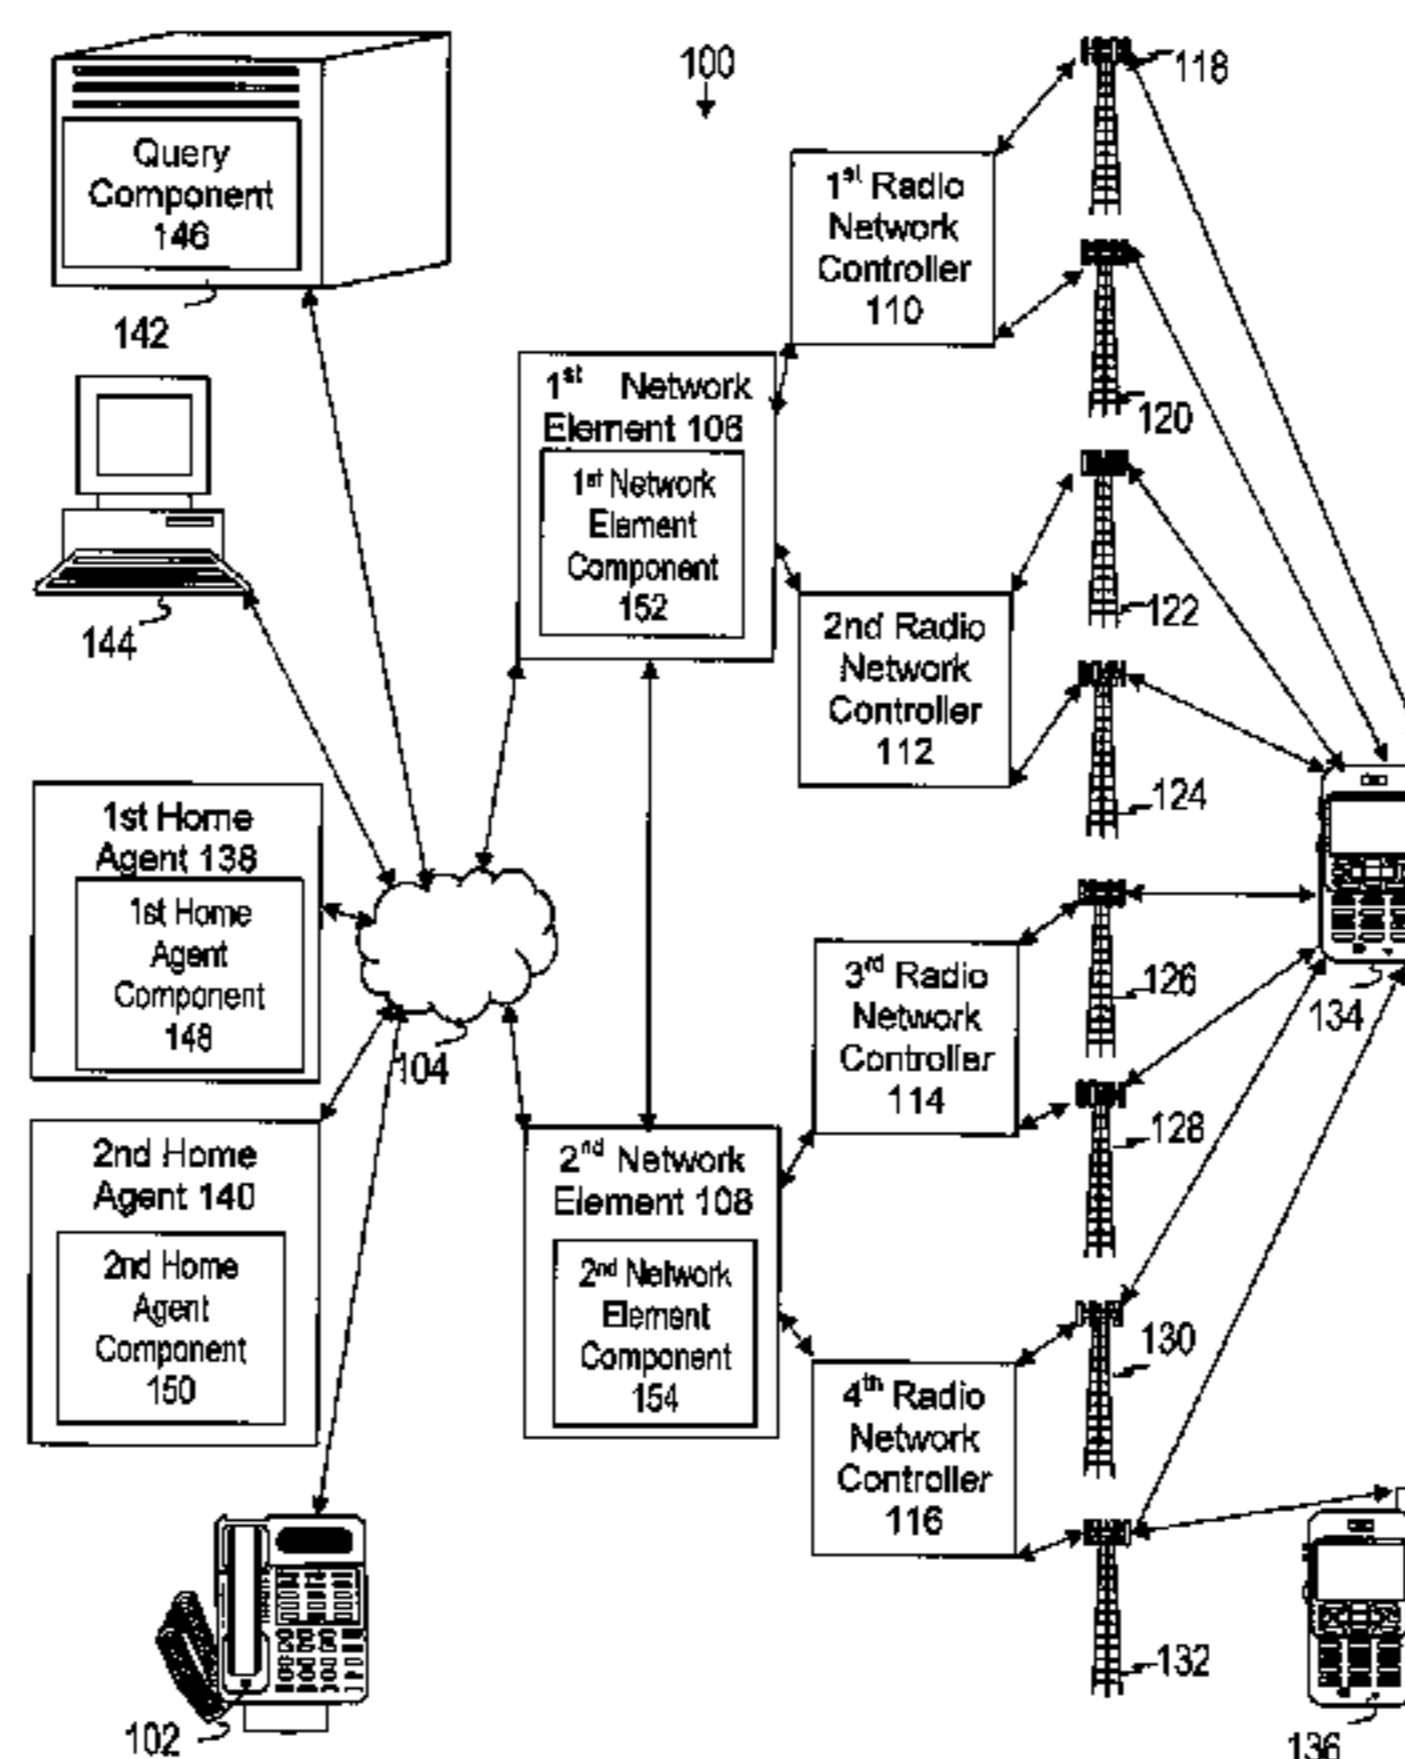 100
118
Query
Component
146
142
1st Radio
Network
Controller
110
120
144
1st Network
Element 106
1st Network
Element
Component
152
122
2nd Radio
Network
Controller
112
124
1st Home
Agent 138
1st Home
Agent
Component
148
104
3rd Radio
Network
Controller
114
126
134
128
2nd Home
Agent 140
2nd Home
Agent
Component
150
2nd Network
Element 108
2nd Network
Element
Component
154
130
4th Radio
Network
Controller
116
132
102
136